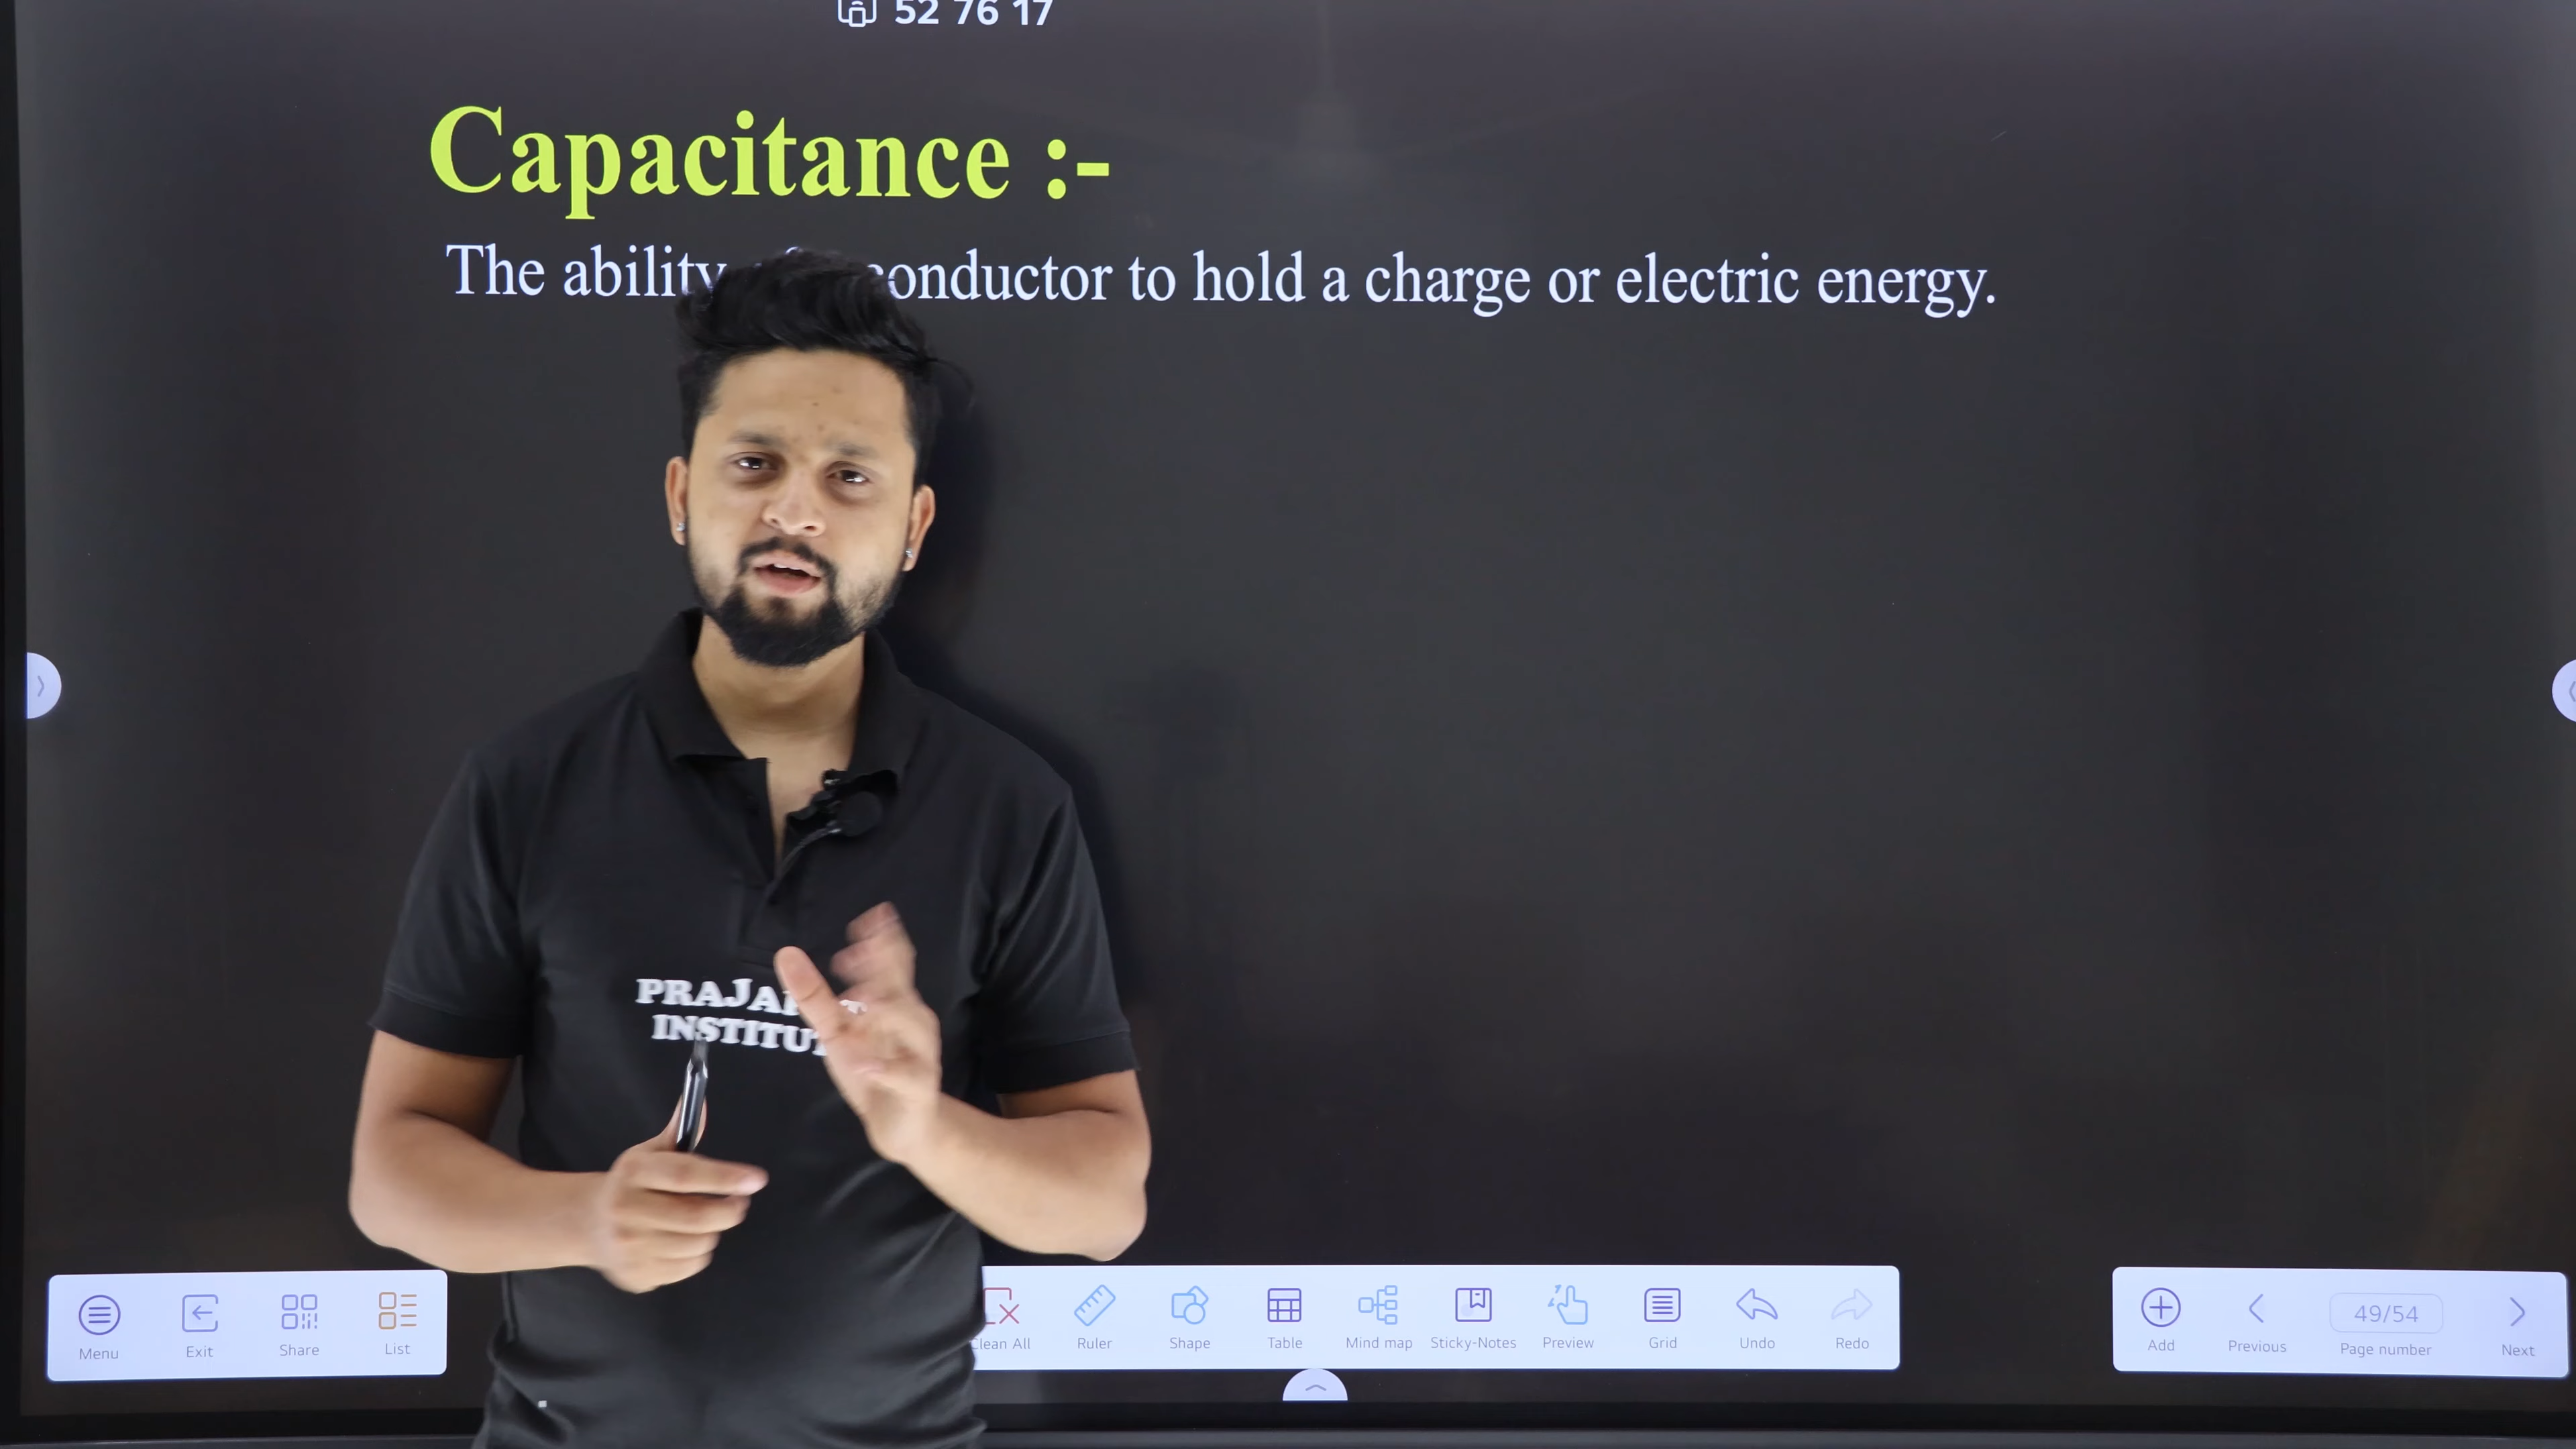 52 76 17
Capacitance :-
The ability conductor to hold a charge or electric energy.
PRAJA
INSTITU
Menu Exit Share List
Clean All Ruler Shape Table Mind map Sticky-Notes Preview Grid Undo Redo
Add Previous 49/54 Next
Page number